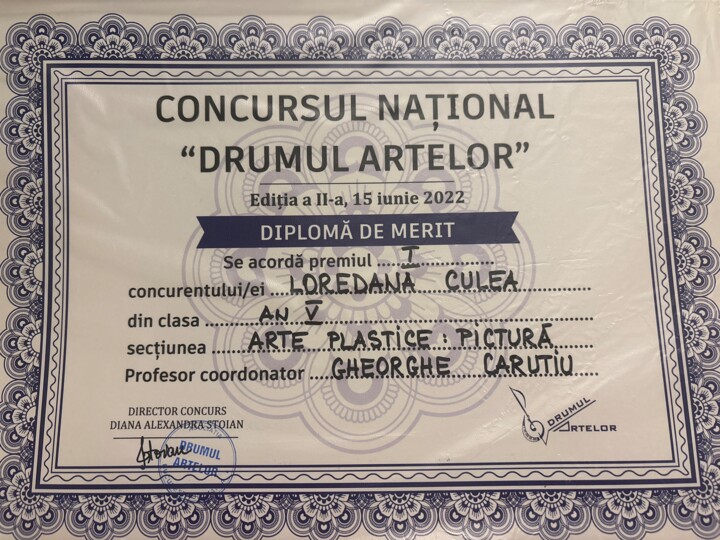 CONCURSUL NAȚIONAL
“DRUMUL ARTELOR”
Ediția a II-a, 15 iunie 2022
DIPLOMĂ DE MERIT
Se acordă premiul ....I....................
concurentului/ei ...LOREDANA CULEA..............
din clasa ..........AN V..............................................
secțiunea .......ARTE PLASTICE : PICTURĂ.........
Profesor coordonator ....GHEORGHE CARUTIU.....
DIRECTOR CONCURS
DIANA ALEXANDRA STOIAN
DRUMUL
ARTELOR
DRUMUL
ARTELOR